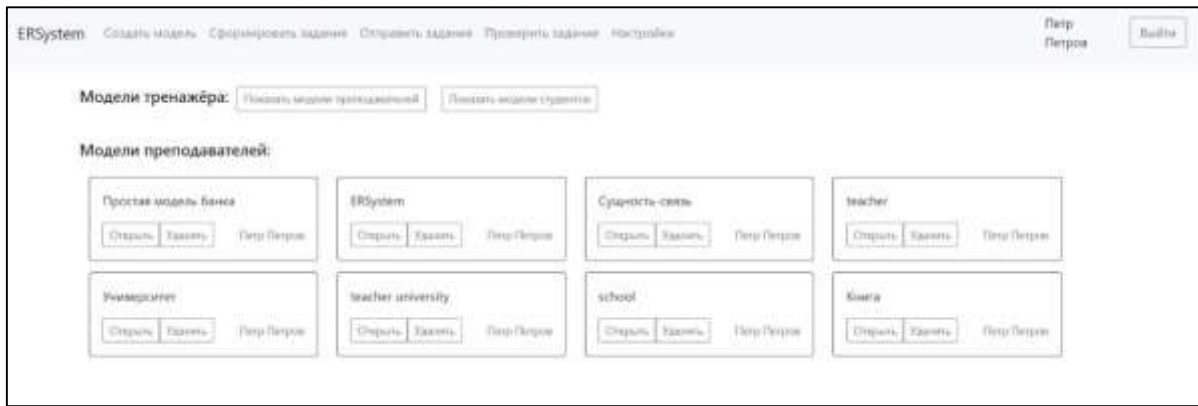 ERSystem Создать модель Сформировать задание Отправить задание Проверить задание Настройки Петр
Петров Выйти
Модели тренажёра: Показать модели преподавателей Показать модели студентов
Модели преподавателей:
Простая модель банка ERSystem Сущность-связь teacher
Открыть Удалить Петр Петров Открыть Удалить Петр Петров Открыть Удалить Петр Петров Открыть Удалить Петр Петров
Университет teacher university school Книга
Открыть Удалить Петр Петров Открыть Удалить Петр Петров Открыть Удалить Петр Петров Открыть Удалить Петр Петров